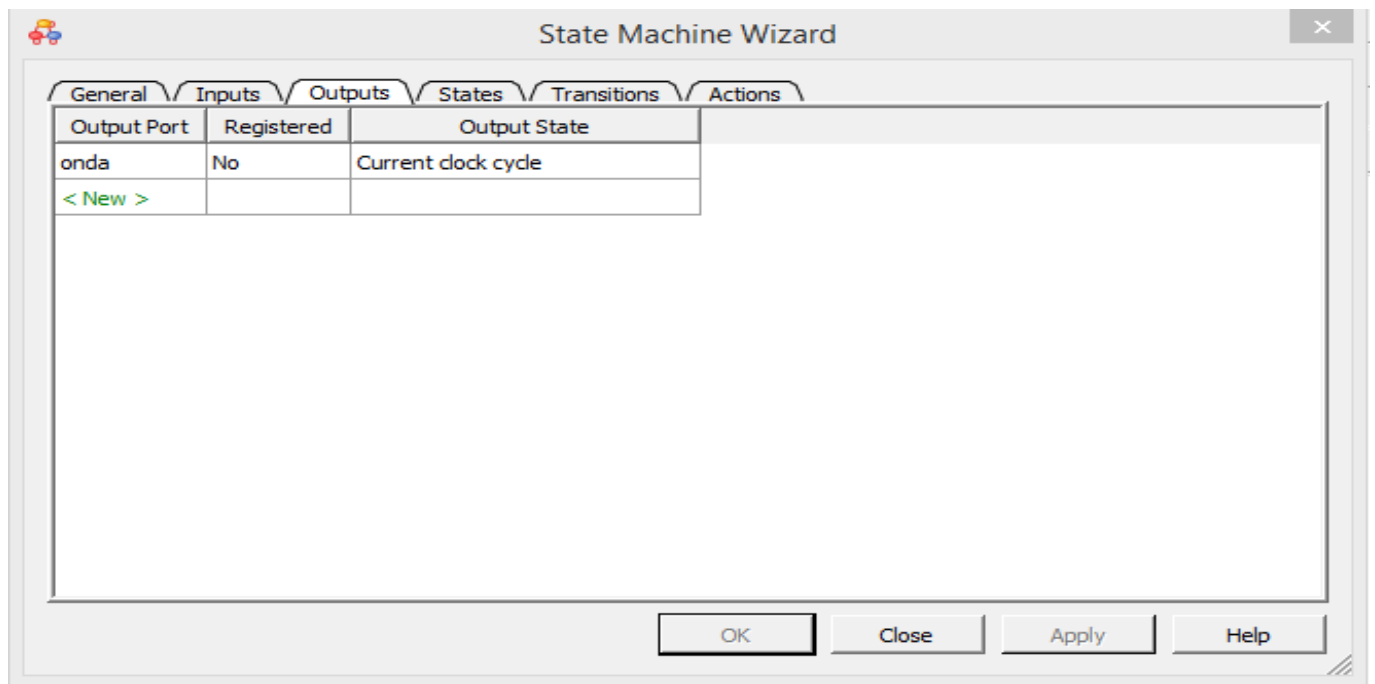 State Machine Wizard
General Inputs Outputs States Transitions Actions
Output Port Registered Output State
onda No Current clock cycle
< New >
OK Close Apply Help